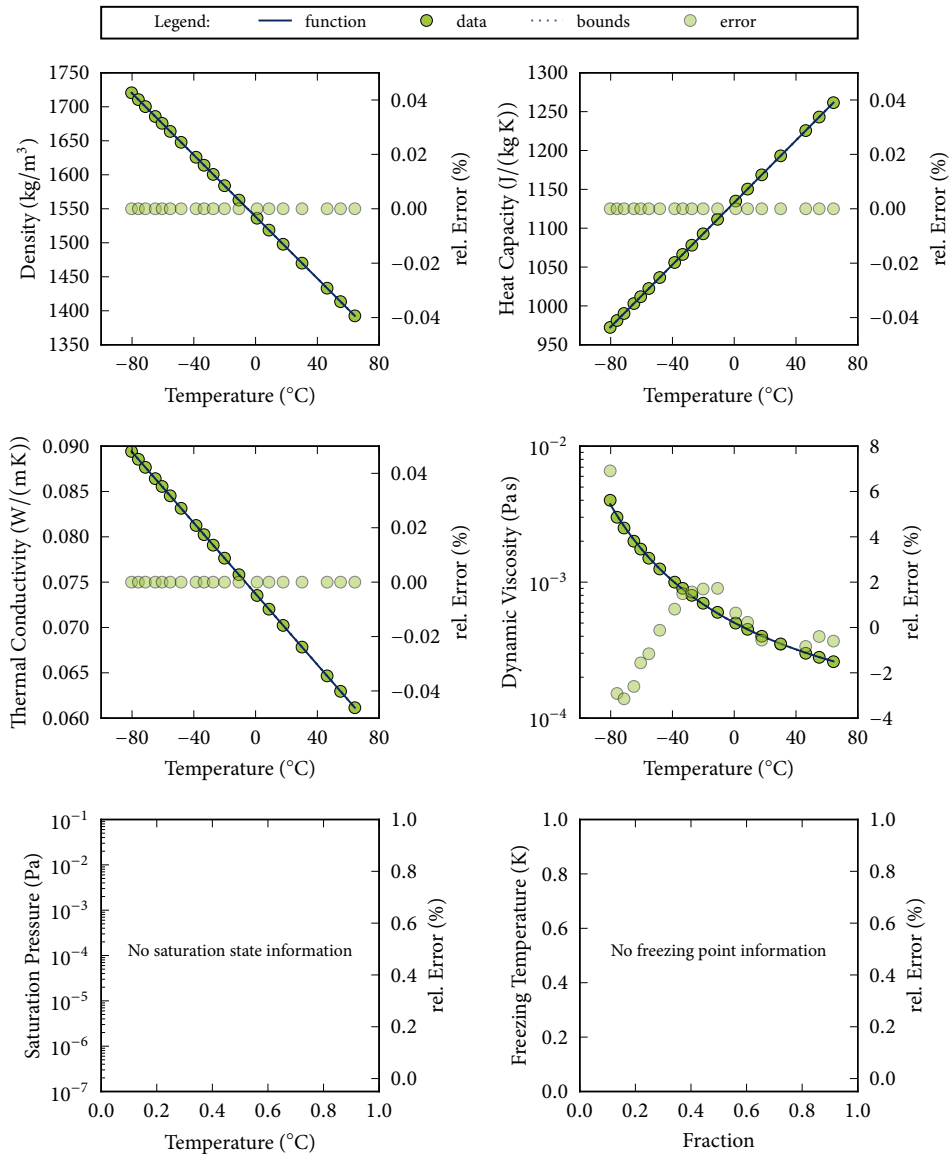 Legend: function data bounds error
1750
1700
1650
1600
1550
1500
1450
1400
1350
Density (kg/m³)
0.04
0.02
0.00
−0.02
−0.04
rel. Error (%)
−80 −40 0 40 80
Temperature (°C)
1300
1250
1200
1150
1100
1050
1000
950
Heat Capacity (J/(kg K))
0.04
0.02
0.00
−0.02
−0.04
rel. Error (%)
−80 −40 0 40 80
Temperature (°C)
0.090
0.085
0.080
0.075
0.070
0.065
0.060
Thermal Conductivity (W/(m K))
0.04
0.02
0.00
−0.02
−0.04
rel. Error (%)
−80 −40 0 40 80
Temperature (°C)
10⁻²
10⁻³
10⁻⁴
Dynamic Viscosity (Pa s)
8
6
4
2
0
−2
−4
rel. Error (%)
−80 −40 0 40 80
Temperature (°C)
10⁻¹
10⁻²
10⁻³
10⁻⁴
10⁻⁵
10⁻⁶
10⁻⁷
Saturation Pressure (Pa)
No saturation state information
1.0
0.8
0.6
0.4
0.2
0.0
rel. Error (%)
0.0 0.2 0.4 0.6 0.8 1.0
Temperature (°C)
1.0
0.8
0.6
0.4
0.2
0.0
Freezing Temperature (K)
No freezing point information
1.0
0.8
0.6
0.4
0.2
0.0
rel. Error (%)
0.0 0.2 0.4 0.6 0.8 1.0
Fraction